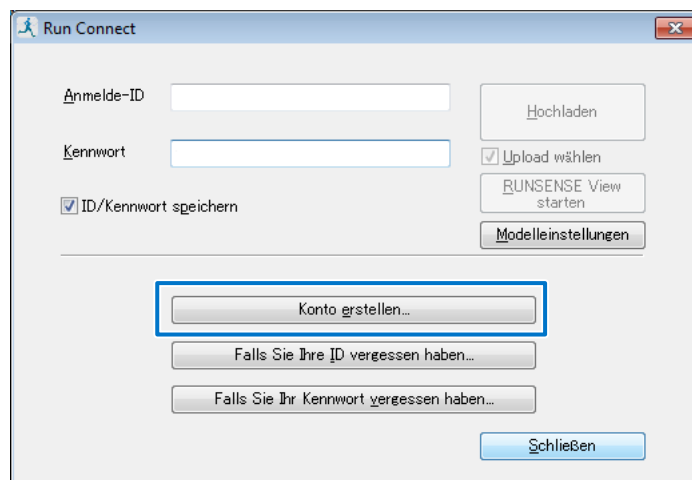 Run Connect
Anmelde-ID
Hochladen
Kennwort
Upload wählen
ID/Kennwort speichern
RUNSENSE View
starten
Modelleinstellungen
Konto erstellen...
Falls Sie Ihre ID vergessen haben...
Falls Sie Ihr Kennwort vergessen haben...
Schließen